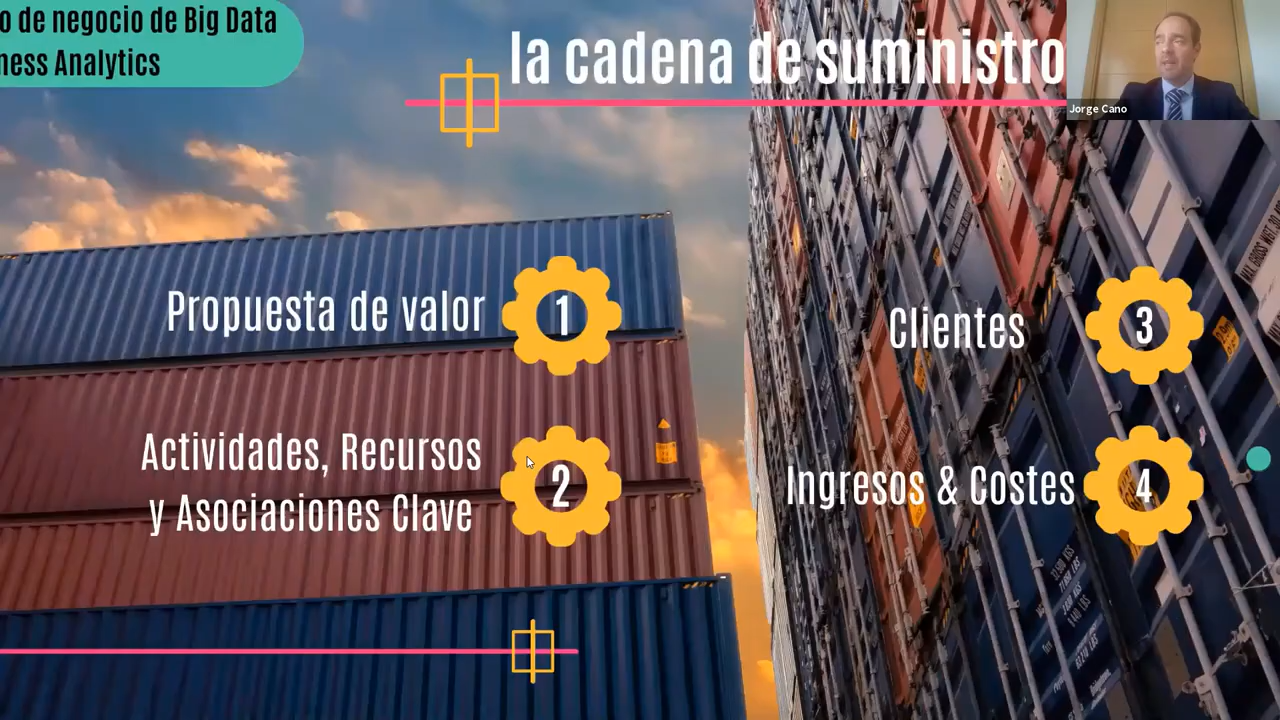 o de negocio de Big Data
ness Analytics
la cadena de suministro
Jorge Cano
Propuesta de valor
1
Actividades, Recursos
y Asociaciones Clave
2
Clientes
3
Ingresos & Costes
4